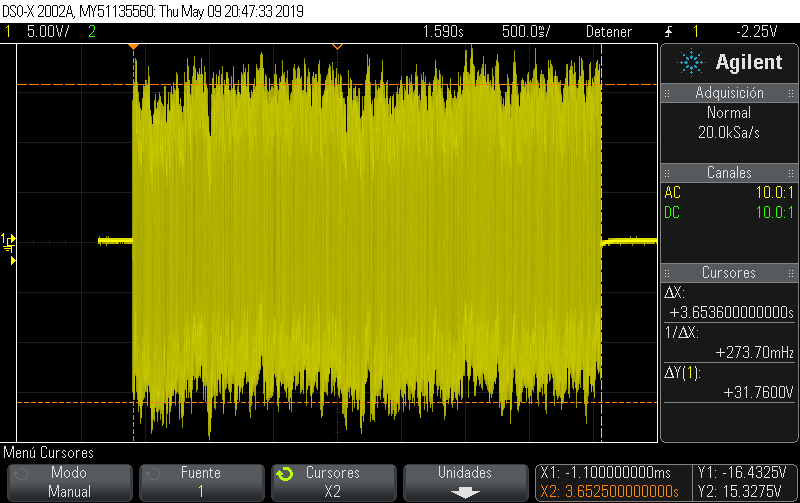 DSO-X 2002A, MY51135560: Thu May 09 20:47:33 2019
1 5.00V/ 2 1.590s 500.0ms/ Detener 1 -2.25V
Agilent
Adquisición
Normal
20.0kSa/s
Canales
AC 10.0:1
DC 10.0:1
Cursores
ΔX:
+3.653600000000s
1/ΔX:
+273.70mHz
ΔY(1):
+31.7600V
1
Menú Cursores
Modo
Manual
Fuente
1
Cursores
X2
Unidades
X1: -1.100000000ms
X2: 3.652500000000s
Y1: -16.4325V
Y2: 15.3275V